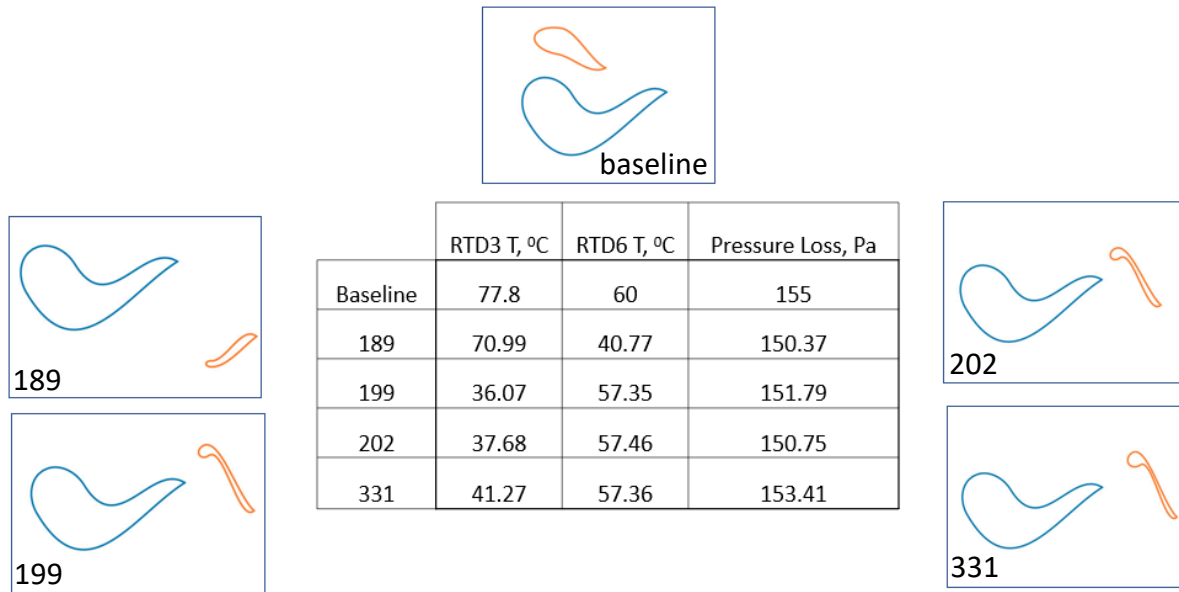 baseline
RTD3 T, ⁰C RTD6 T, ⁰C Pressure Loss, Pa
Baseline 77.8 60 155
189 70.99 40.77 150.37
199 36.07 57.35 151.79
202 37.68 57.46 150.75
331 41.27 57.36 153.41
189
202
199
331